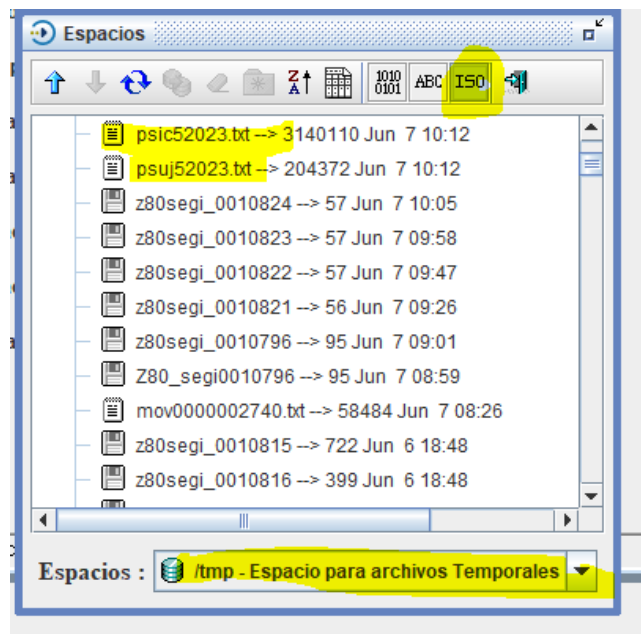 Espacios
Z A 1010 0101 ABC ISO
psic52023.txt --> 3140110 Jun 7 10:12
psuj52023.txt --> 204372 Jun 7 10:12
z80segi_0010824 --> 57 Jun 7 10:05
z80segi_0010823 --> 57 Jun 7 09:58
z80segi_0010822 --> 57 Jun 7 09:47
z80segi_0010821 --> 56 Jun 7 09:26
z80segi_0010796 --> 95 Jun 7 09:01
Z80_segi0010796 --> 95 Jun 7 08:59
mov0000002740.txt --> 58484 Jun 7 08:26
z80segi_0010815 --> 722 Jun 6 18:48
z80segi_0010816 --> 399 Jun 6 18:48
Espacios : /tmp - Espacio para archivos Temporales